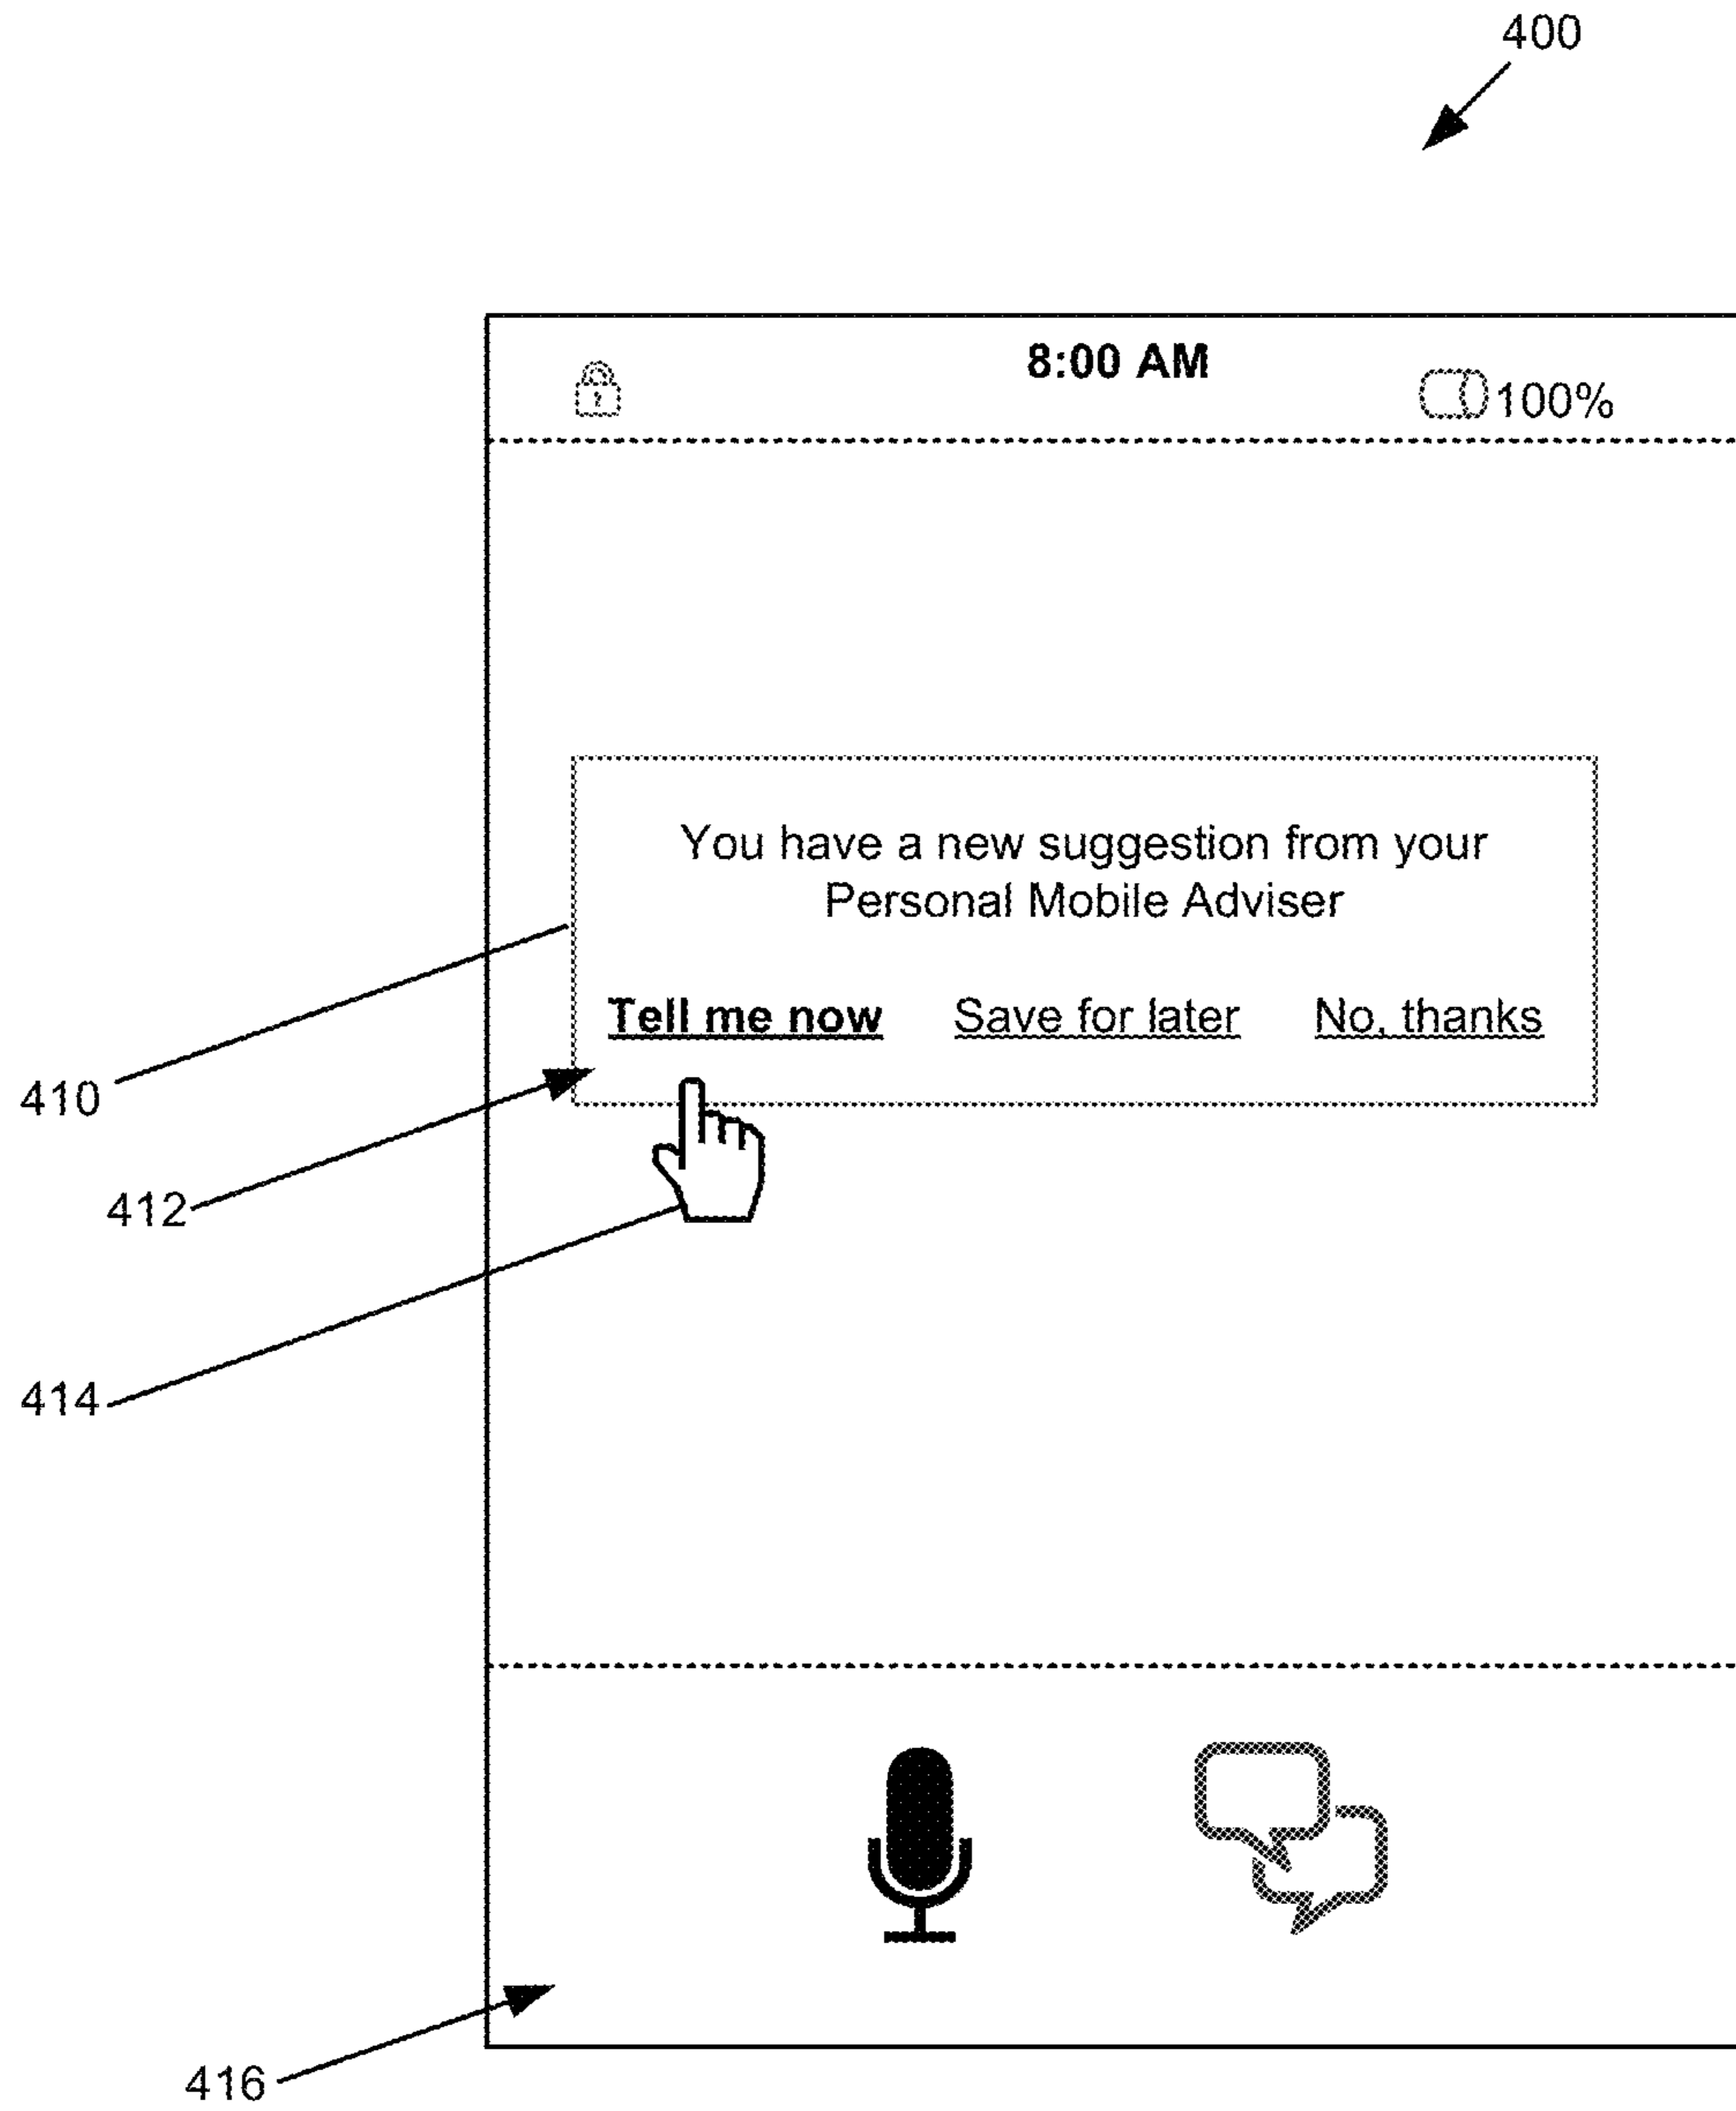 400
8:00 AM
100%
You have a new suggestion from your
Personal Mobile Adviser
Tell me now Save for later No, thanks
410
412
414
416